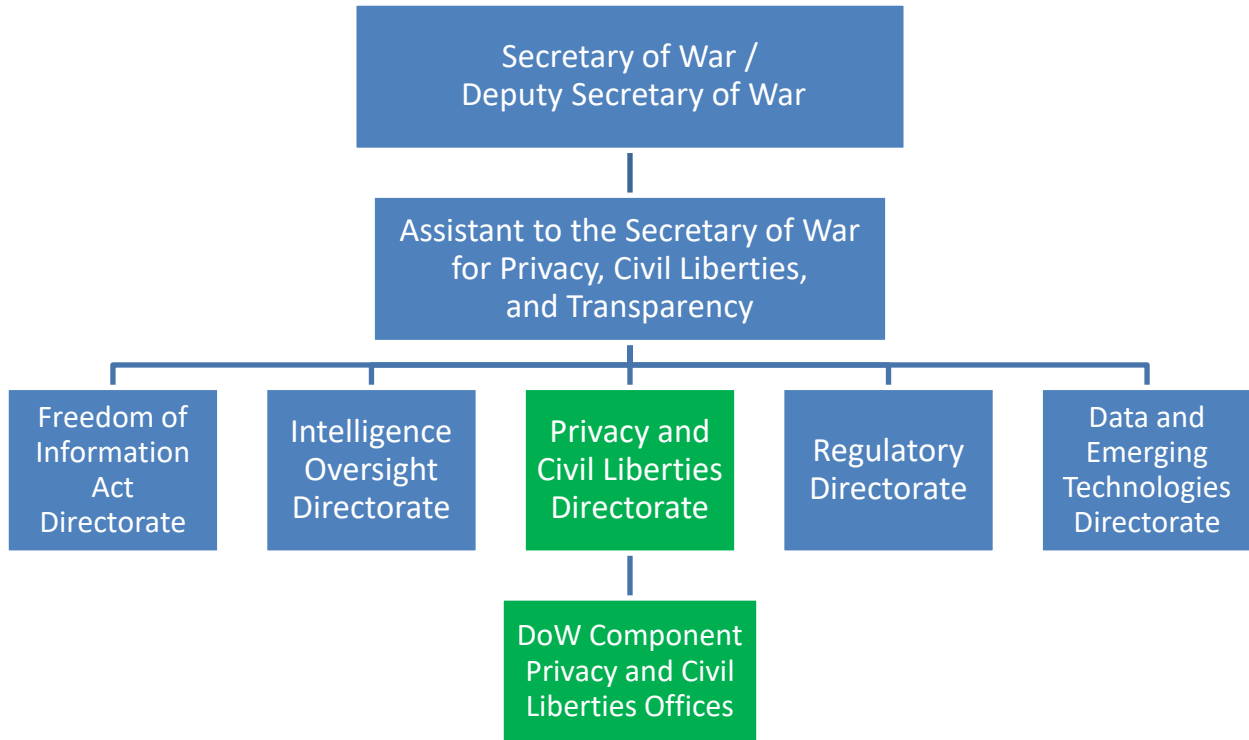 Secretary of War /
Deputy Secretary of War
Assistant to the Secretary of War
for Privacy, Civil Liberties,
and Transparency
Freedom of
Information
Act
Directorate
Intelligence
Oversight
Directorate
Privacy and
Civil Liberties
Directorate
Regulatory
Directorate
Data and
Emerging
Technologies
Directorate
DoW Component
Privacy and Civil
Liberties Offices